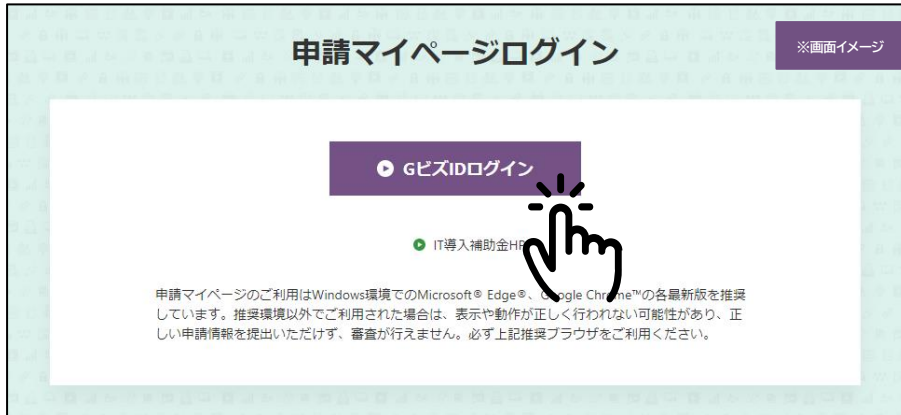 申請マイページログイン
※画面イメージ
GビズIDログイン
IT導入補助金HP
申請マイページのご利用はWindows環境でのMicrosoft® Edge®、Google Chrome™の各最新版を推奨
しています。推奨環境以外でご利用された場合は、表示や動作が正しく行われない可能性があり、正
しい申請情報を提出いただけず、審査が行えません。必ず上記推奨ブラウザをご利用ください。